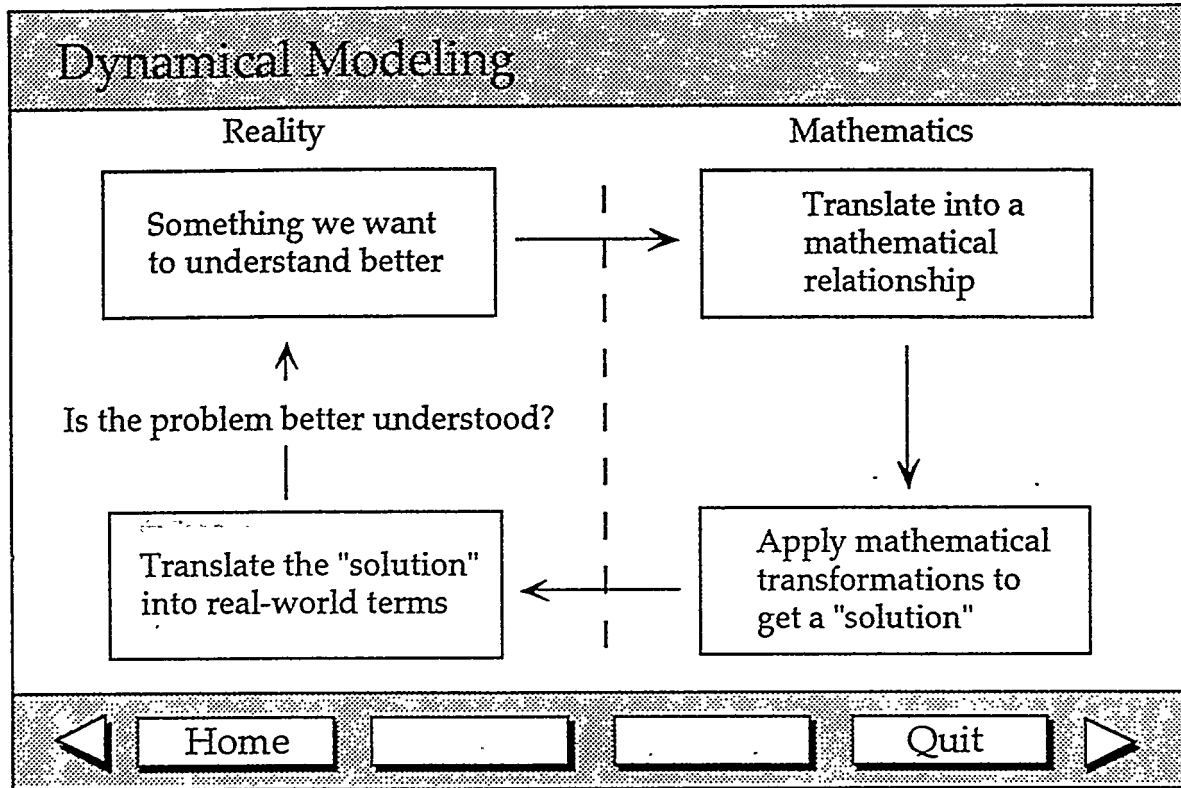 Dynamical Modeling
Reality
Mathematics
Something we want
to understand better
Translate into a
mathematical
relationship
Is the problem better understood?
Translate the "solution"
into real-world terms
Apply mathematical
transformations to
get a "solution"
Home
Quit